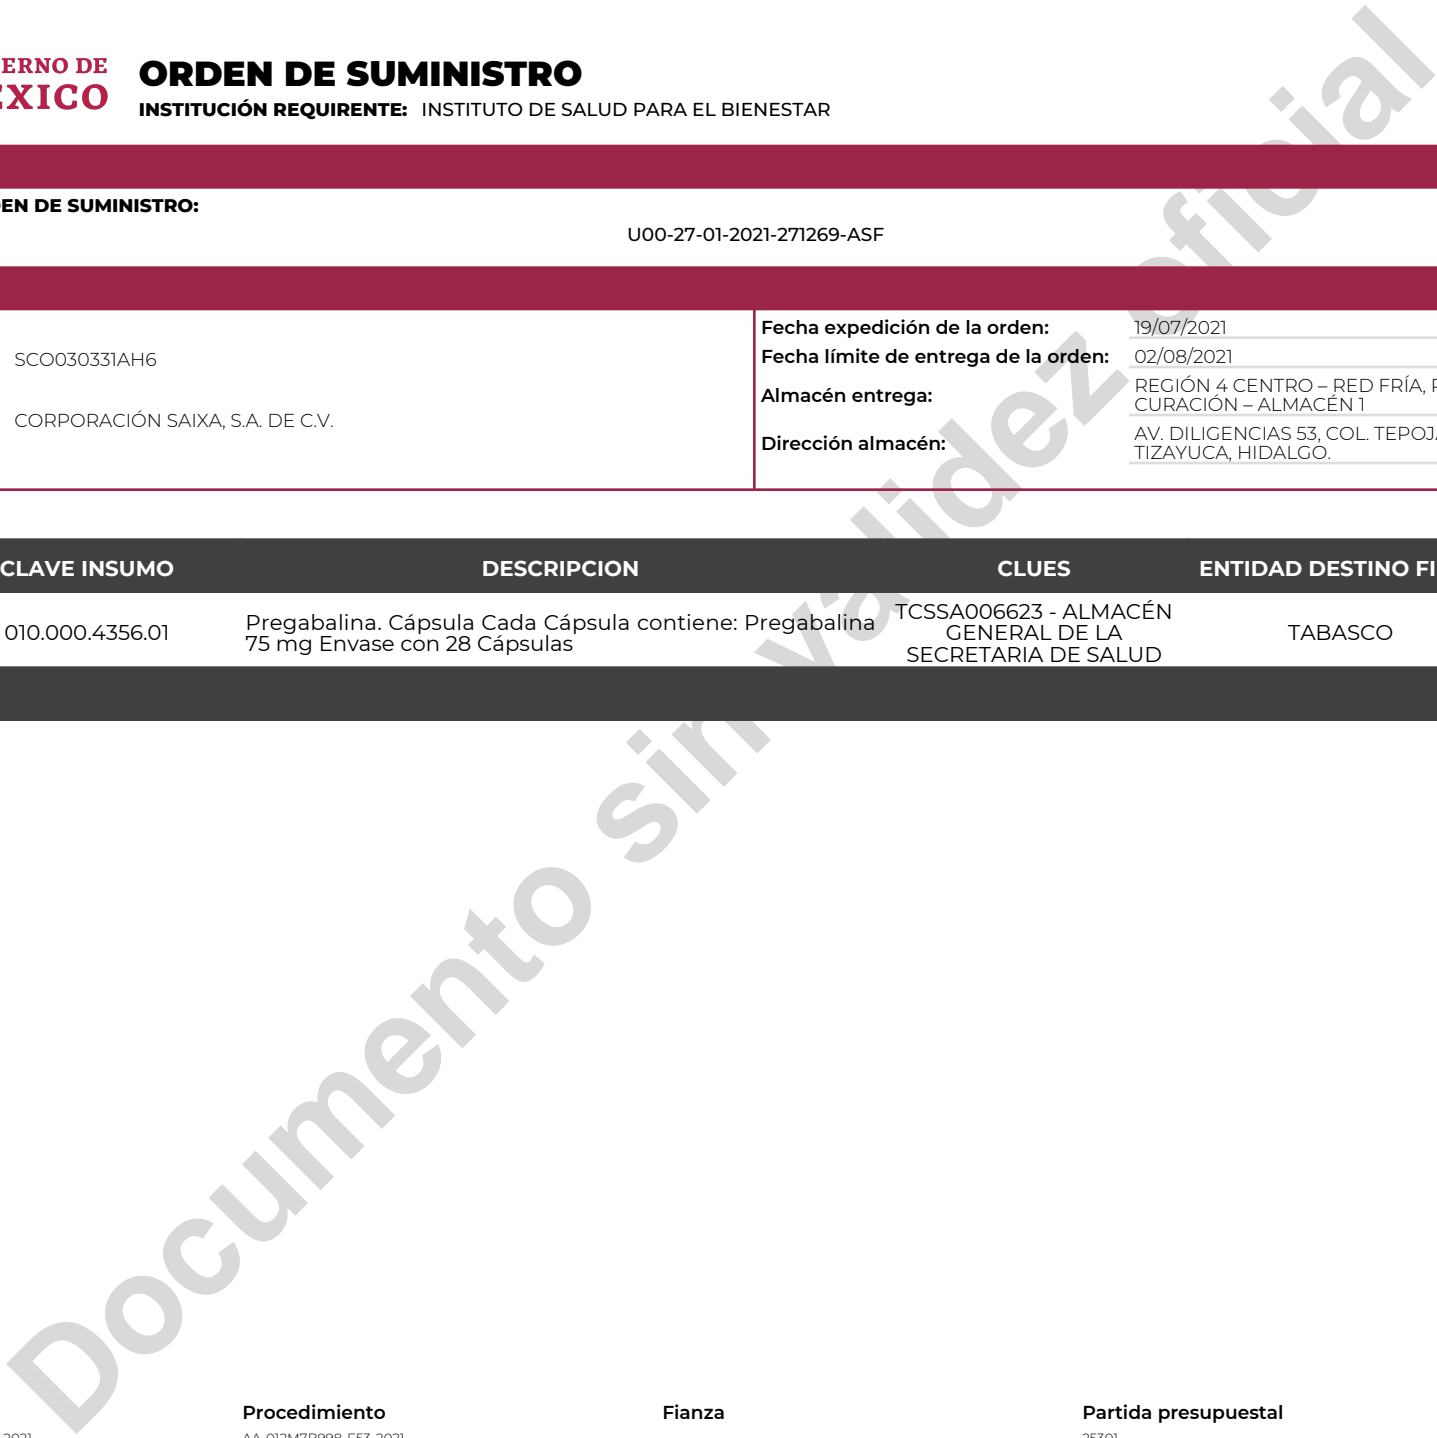 ERNO DE
ORDEN DE SUMINISTRO
INSTITUCIÓN REQUIRENTE: INSTITUTO DE SALUD PARA EL BIENESTAR
EN DE SUMINISTRO:
U00-27-01-2021-271269-ASF
SCO030331AH6
CORPORACIÓN SAIXA, S.A. DE C.V.
Fecha expedición de la orden: 19/07/2021
Fecha límite de entrega de la orden: 02/08/2021
Almacén entrega: REGIÓN 4 CENTRO – RED FRÍA,
CURACIÓN – ALMACÉN 1
Dirección almacén: AV. DILIGENCIAS 53, COL. TEPOJ
TIZAYUCA, HIDALGO.
CLAVE INSUMO DESCRIPCION CLUES ENTIDAD DESTINO FI
010.000.4356.01
Pregabalina. Cápsula Cada Cápsula contiene: Pregabalina
75 mg Envase con 28 Cápsulas
TCSSA006623 - ALMACÉN
GENERAL DE LA
SECRETARIA DE SALUD
TABASCO
Documento sin validez oficial
Procedimiento Fianza Partida presupuestal